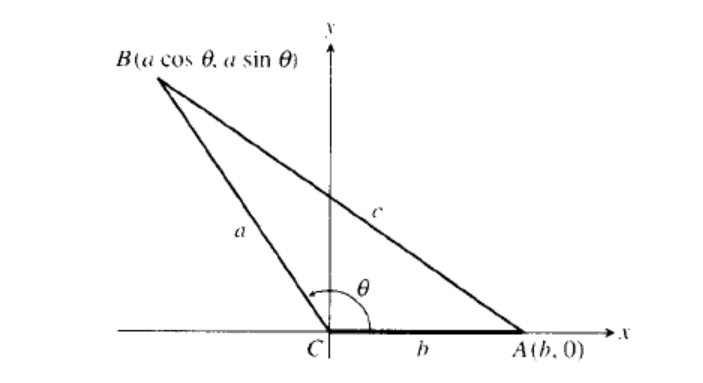 y
B(a cos θ, a sin θ)
c
a
θ
x
C
b
A(b, 0)